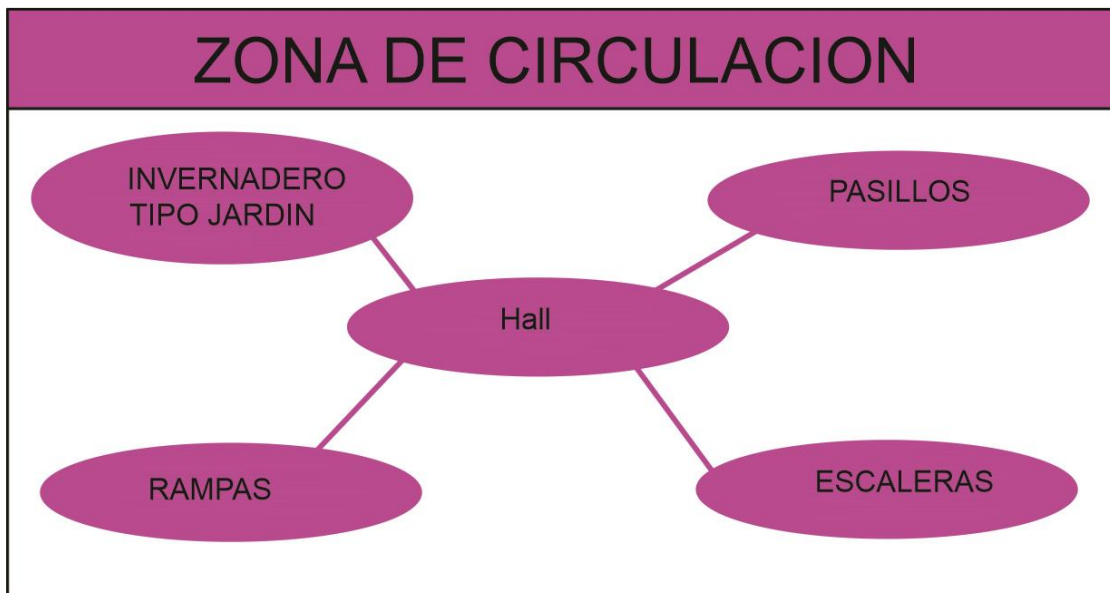 ZONA DE CIRCULACION
INVERNADERO
TIPO JARDIN
PASILLOS
Hall
RAMPAS
ESCALERAS